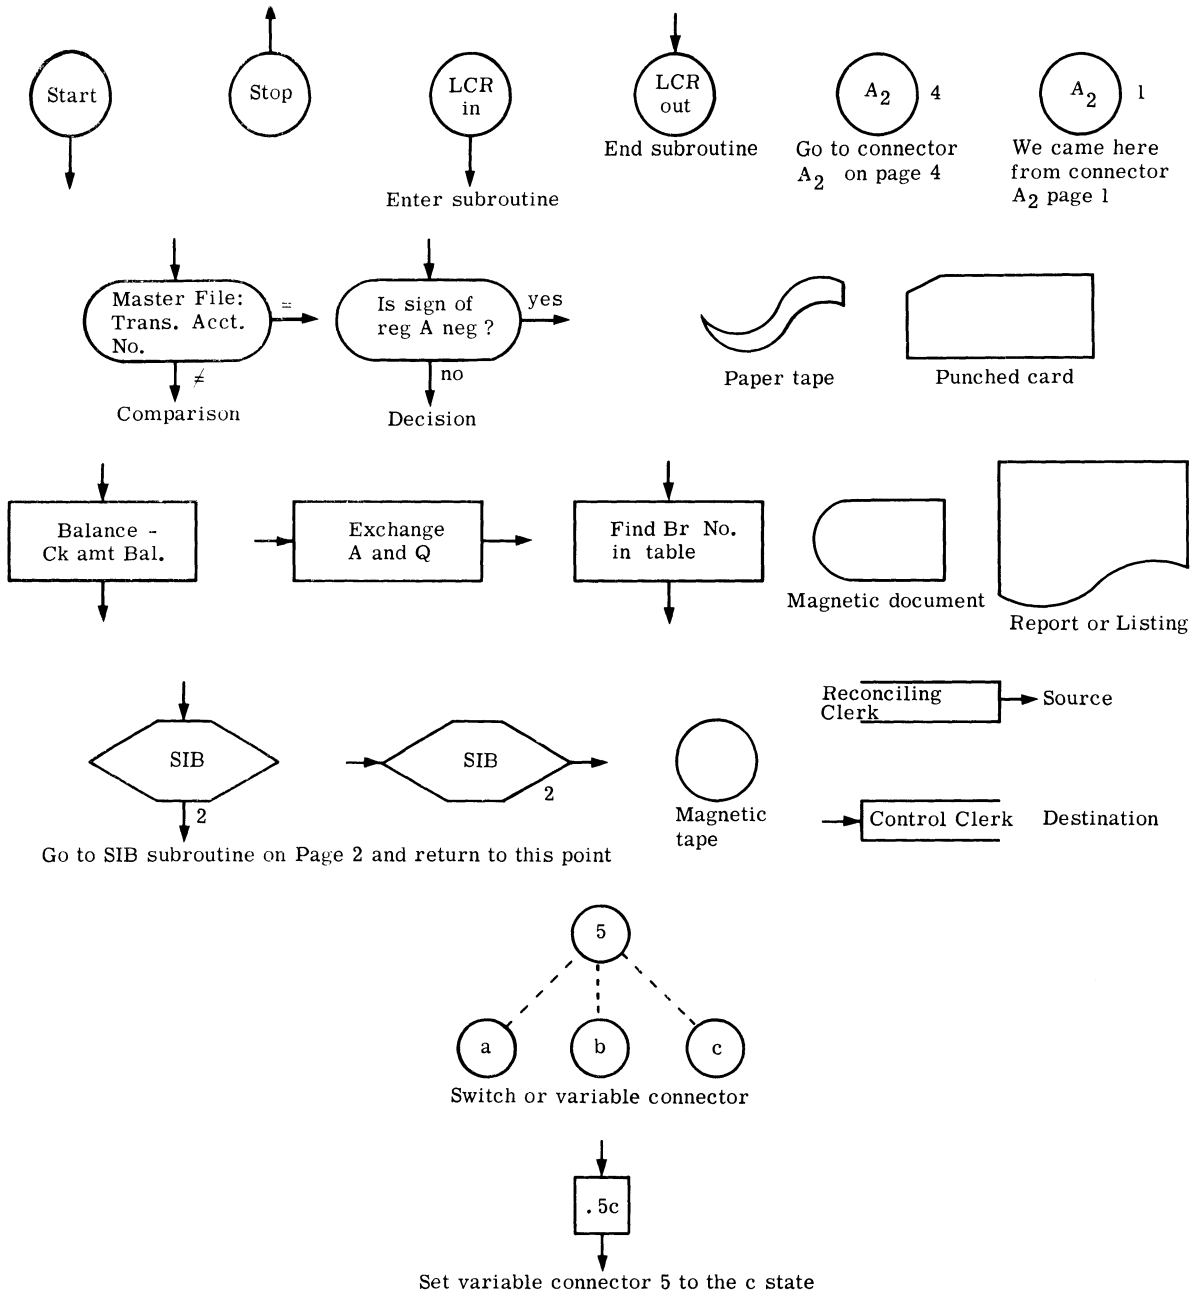 Start
Stop
LCR
in
Enter subroutine
LCR
out
End subroutine
A2 4
Go to connector
A2 on page 4
A2 1
We came here
from connector
A2 page 1
Master File:
Trans. Acct.
No.
=
≠
Comparison
Is sign of
reg A neg ?
yes
no
Decision
Paper tape
Punched card
Balance -
Ck amt Bal.
Exchange
A and Q
Find Br No.
in table
Magnetic document
Report or Listing
SIB
2
SIB
2
Go to SIB subroutine on Page 2 and return to this point
Magnetic
tape
Reconciling
Clerk
Source
Control Clerk
Destination
5
a
b
c
Switch or variable connector
. 5c
Set variable connector 5 to the c state